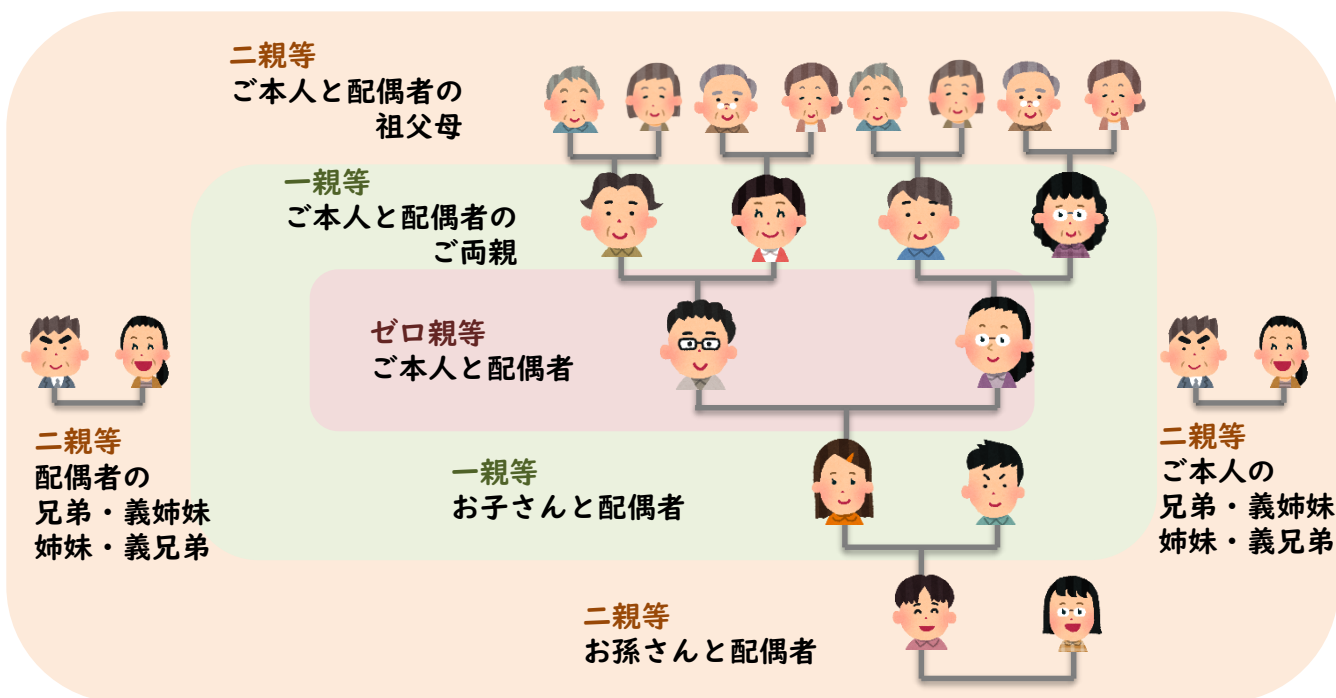 二親等
ご本人と配偶者の
祖父母
一親等
ご本人と配偶者の
ご両親
ゼロ親等
ご本人と配偶者
二親等
配偶者の
兄弟・義姉妹
姉妹・義兄弟
二親等
ご本人の
兄弟・義姉妹
姉妹・義兄弟
一親等
お子さんと配偶者
二親等
お孫さんと配偶者